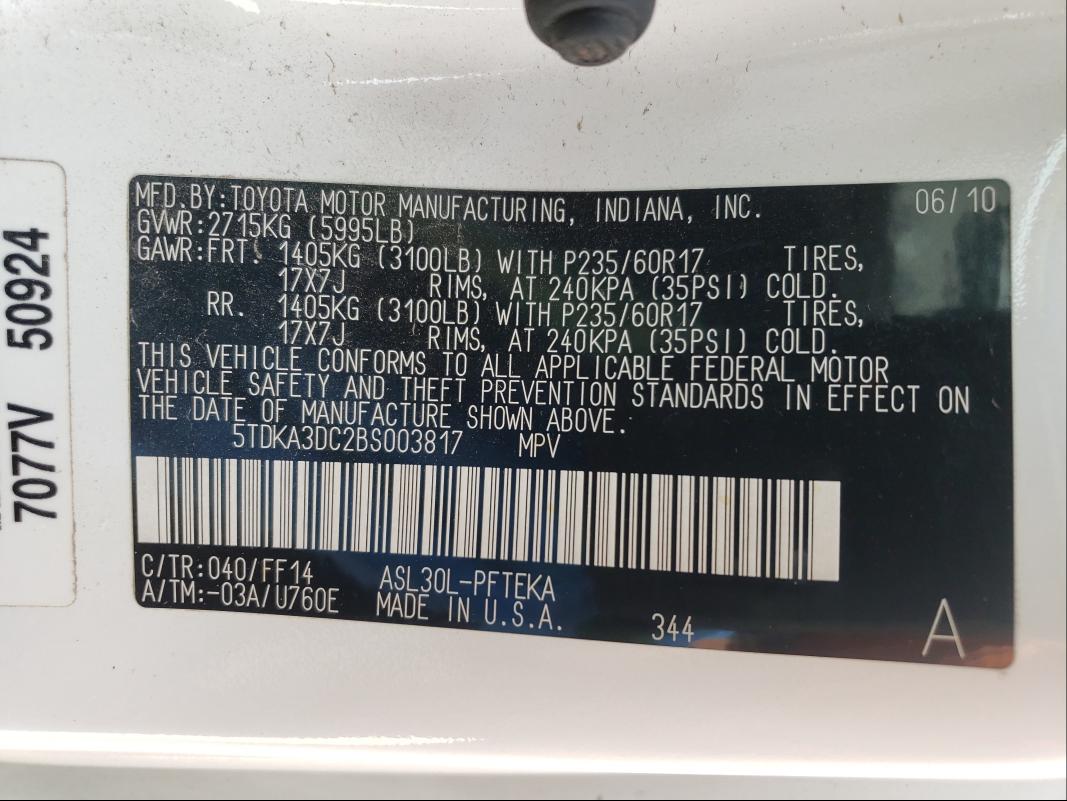 MFD.BY:TOYOTA MOTOR MANUFACTURING, INDIANA, INC. 06/10
GVWR:2715KG (5995LB)
GAWR:FRT. 1405KG (3100LB) WITH P235/60R17 TIRES,
17X7J RIMS, AT 240KPA (35PSI) COLD.
RR. 1405KG (3100LB) WITH P235/60R17 TIRES,
17X7J RIMS, AT 240KPA (35PSI) COLD.
THIS VEHICLE CONFORMS TO ALL APPLICABLE FEDERAL MOTOR
VEHICLE SAFETY AND THEFT PREVENTION STANDARDS IN EFFECT ON
THE DATE OF MANUFACTURE SHOWN ABOVE.
5TDKA3DC2BS003817 MPV
C/TR:040/FF14 ASL30L-PFTEKA
A/TM:-03A/U760E MADE IN U.S.A. 344 A
7077V 50924